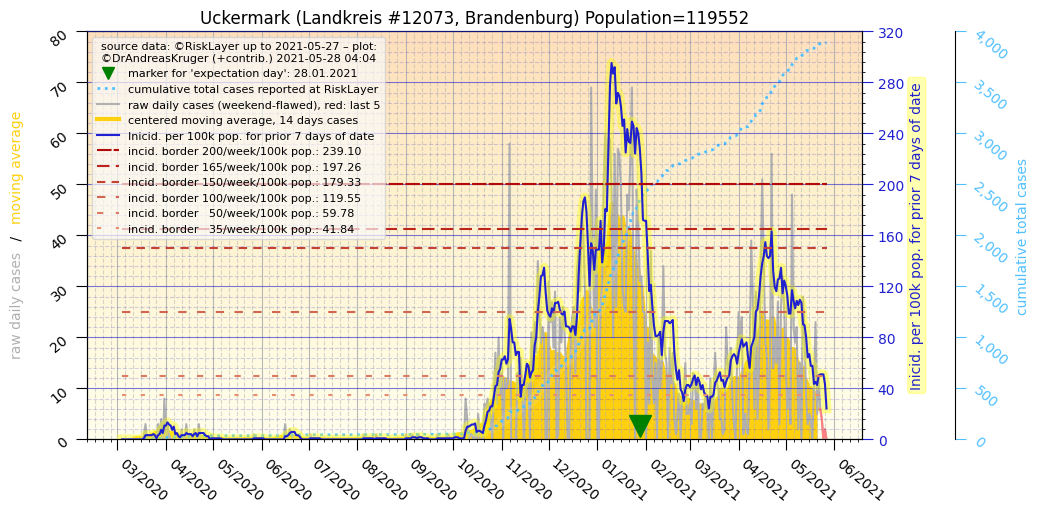 Uckermark (Landkreis #12073, Brandenburg) Population=119552
source data: ©RiskLayer up to 2021-05-27 – plot:
©DrAndreasKruger (+contrib.) 2021-05-28 04:04
marker for 'expectation day': 28.01.2021
cumulative total cases reported at RiskLayer
raw daily cases (weekend-flawed), red: last 5
centered moving average, 14 days cases
Inicid. per 100k pop. for prior 7 days of date
incid. border 200/week/100k pop.: 239.10
incid. border 165/week/100k pop.: 197.26
incid. border 150/week/100k pop.: 179.33
incid. border 100/week/100k pop.: 119.55
incid. border 50/week/100k pop.: 59.78
incid. border 35/week/100k pop.: 41.84
raw daily cases / moving average
80
70
60
50
40
30
20
10
0
03/2020
04/2020
05/2020
06/2020
07/2020
08/2020
09/2020
10/2020
11/2020
12/2020
01/2021
02/2021
03/2021
04/2021
05/2021
06/2021
320
280
240
200
160
120
80
40
0
Inicid. per 100k pop. for prior 7 days of date
4,000
3,500
3,000
2,500
2,000
1,500
1,000
500
0
cumulative total cases